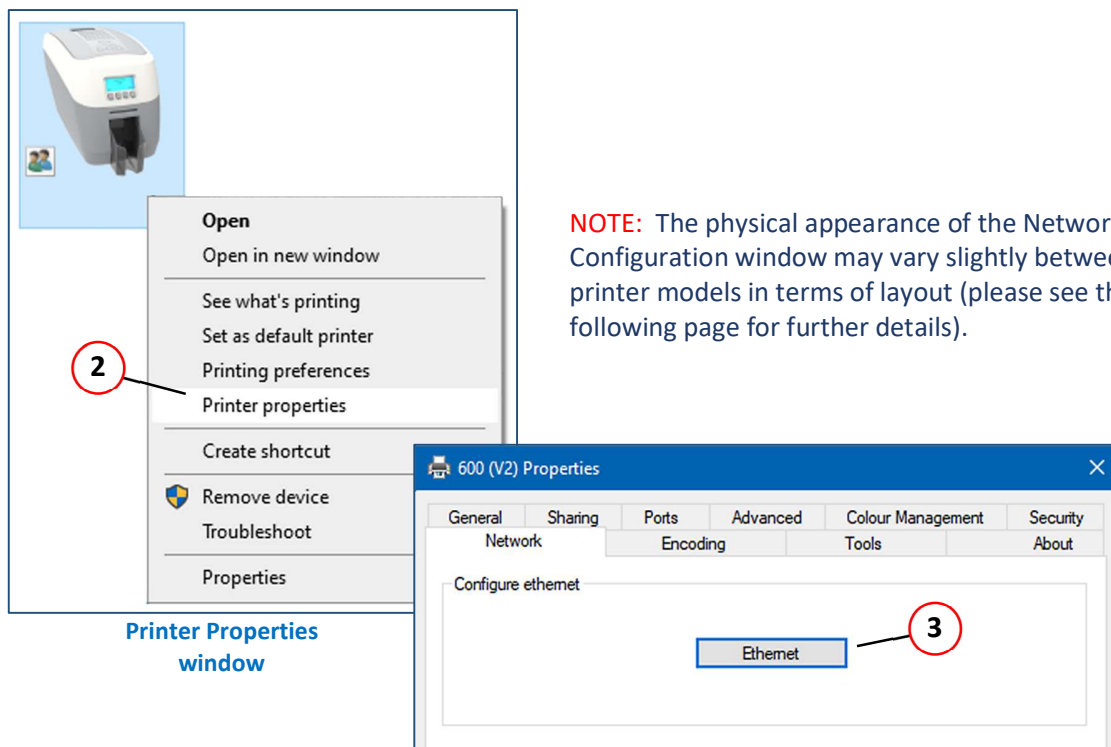 Open
Open in new window
See what's printing
Set as default printer
2
Printing preferences
Printer properties
Create shortcut
Remove device
Troubleshoot
Properties
Printer Properties
window
NOTE: The physical appearance of the Networ
Configuration window may vary slightly betwee
printer models in terms of layout (please see th
following page for further details).
600 (V2) Properties
General Sharing Ports Advanced Colour Management Security
Network Encoding Tools About
Configure ethernet
Ethernet
3